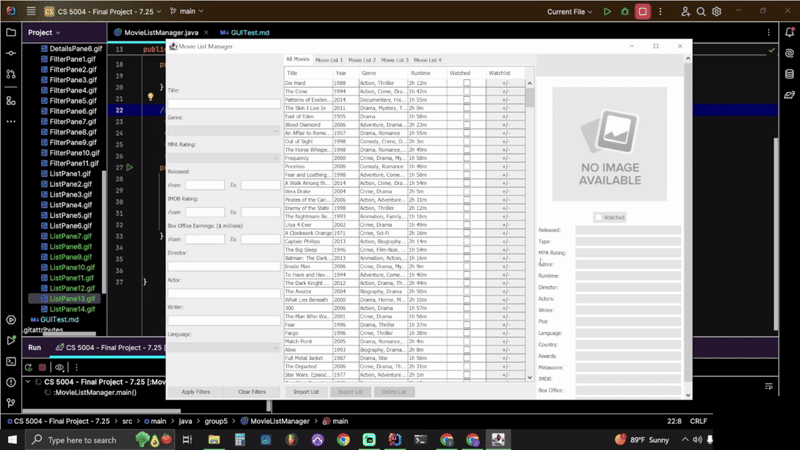 CS 5004 - Final Project - 7.25
main
Current File
Project
MovieListManager.java
GUITest.md
DetailsPane6.gif
FilterPane1.gif
FilterPane2.gif
FilterPane3.gif
FilterPane4.gif
FilterPane5.gif
FilterPane6.gif
FilterPane7.gif
FilterPane8.gif
FilterPane9.gif
FilterPane10.gif
FilterPane11.gif
ListPane1.gif
ListPane2.gif
ListPane3.gif
ListPane4.gif
ListPane5.gif
ListPane6.gif
ListPane7.gif
ListPane8.gif
ListPane9.gif
ListPane10.gif
ListPane11.gif
ListPane12.gif
ListPane13.gif
ListPane14.gif
GUITest.md
.gitattributes
13
22
27
37
Movie List Manager
Title:
Genre:
MPA Rating:
Released:
From To
IMDB Rating:
From To
Box Office Earnings: ($ millions)
From To
Director:
Actor:
Writer:
Language:
Apply Filters Clear Filters
All Movies Movie List 1 Movie List 2 Movie List 3 Movie List 4
Title Year Genre Runtime Watched Watchlist
Die Hard 1988 Action, Thriller 2h 12m +/-
The Crow 1994 Action, Crime, Dra... 1h 42m +/-
Patterns of Eviden... 2014 Documentary, Ho... 1h 55m +/-
The Skin I Live In 2011 Drama, Mystery, T... 2h 0m +/-
East of Eden 1955 Drama 1h 58m +/-
Blood Diamond 2006 Adventure, Drama... 2h 23m +/-
An Affair to Reme... 1957 Drama, Romance 1h 55m +/-
Out of Sight 1998 Comedy, Crime, D... 2h 3m +/-
The Horse Whispe... 1998 Drama, Romance,... 2h 49m +/-
Frequency 2000 Crime, Drama, My... 1h 58m +/-
Priceless 2006 Comedy, Romance 1h 46m +/-
Fear and Loathing... 1998 Adventure, Come... 1h 58m +/-
A Walk Among th... 2014 Action, Crime, Dra... 1h 54m +/-
Vera Drake 2004 Crime, Drama 2h 5m +/-
Pirates of the Cari... 2006 Action, Adventure... 2h 31m +/-
Enemy of the State 1998 Action, Thriller 2h 12m +/-
The Nightmare Be... 1993 Animation, Family,... 1h 16m +/-
Lilya 4-Ever 2002 Crime, Drama 1h 49m +/-
A Clockwork Orange 1971 Crime, Sci-Fi 2h 16m +/-
Captain Phillips 2013 Action, Biography... 2h 14m +/-
The Big Sleep 1946 Crime, Film Noir,... 1h 54m +/-
Batman: The Dark... 2013 Animation, Action,... 1h 16m +/-
Inside Man 2006 Crime, Drama, My... 2h 9m +/-
To Have and Hav... 1944 Adventure, Come... 1h 40m +/-
The Dark Knight ... 2012 Action, Drama, Th... 2h 44m +/-
The Aviator 2004 Biography, Drama 2h 50m +/-
What Lies Beneath 2000 Drama, Horror, M... 2h 10m +/-
300 2006 Action, Drama 1h 57m +/-
The Man Who Wa... 2001 Crime, Drama 1h 56m +/-
Fear 1996 Drama, Thriller 1h 37m +/-
Fargo 1996 Crime, Thriller 1h 38m +/-
Match Point 2005 Drama, Romance,... 2h 4m +/-
Alive 1993 Biography, Drama... 2h 0m +/-
Full Metal Jacket 1987 Drama, War 1h 56m +/-
The Departed 2006 Crime, Drama, Th... 2h 31m +/-
Star Wars: Episod... 1977 Action, Adventure... 2h 1m +/-
Import List Export List Delete List
NO IMAGE
AVAILABLE
Watched
Released:
Type:
MPA Rating:
Genre:
Runtime:
Director:
Actors:
Writer:
Plot:
Language:
Country:
Awards:
Metascore:
IMDB:
Box Office:
Run CS 5004 - Final Project - 7.25
CS 5004 - Final Project - 7.25 [:Mov
:MovieListManager.main()
CS 5004 - Final Project - 7.25 > src > main > java > group5 > MovieListManager > main
22:8 CRLF
Type here to search
89°F Sunny